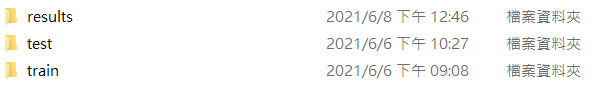 results 2021/6/8 下午 12:46 檔案資料夾
test 2021/6/6 下午 10:27 檔案資料夾
train 2021/6/6 下午 09:08 檔案資料夾